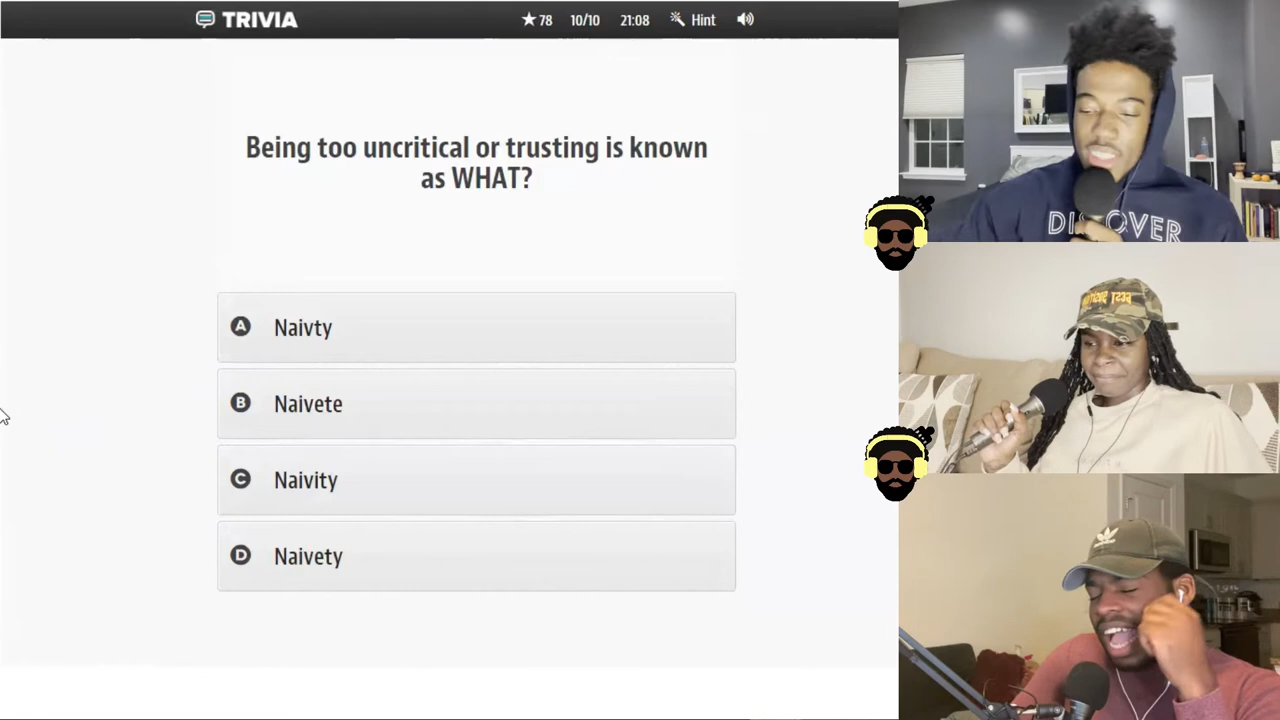 TRIVIA
78 10/10 21:08 Hint
Being too uncritical or trusting is known
as WHAT?
A Naivty
B Naivete
C Naivity
D Naivety
DISCOVER